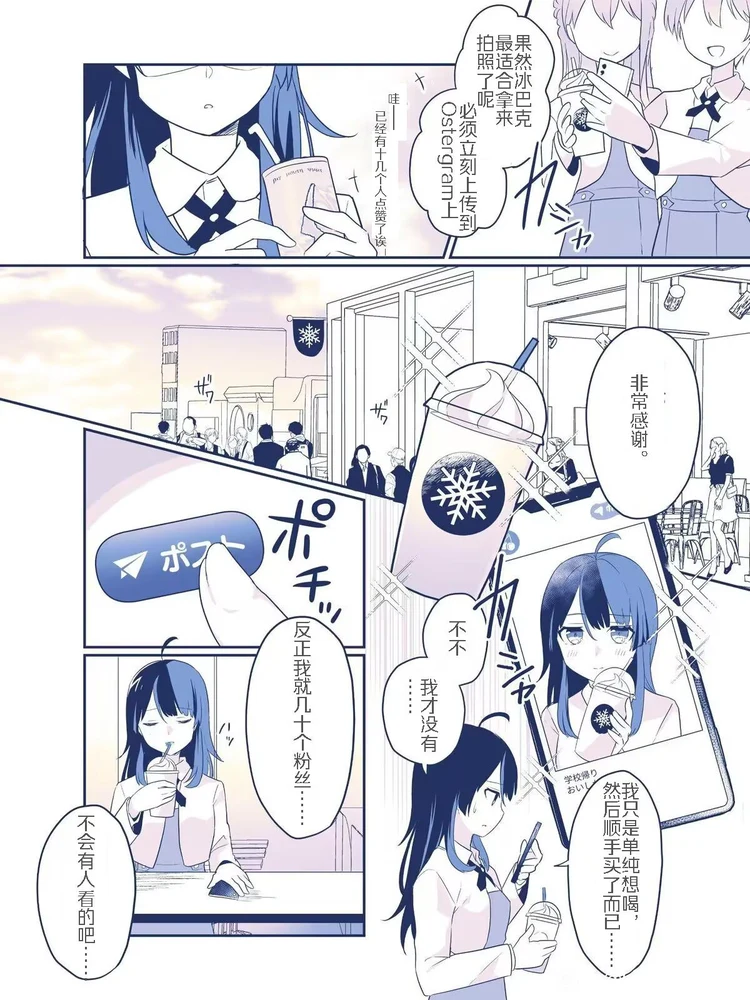 果然冰巴克
最适合拿来
拍照了呢
必须立刻上传到
Ostergram上
カシャ
哇——
已经有十几个人点赞了诶
非常感谢。
ザワ
ザワ
カシャ
学校帰り
おいし
不不
我才没有
……
我只是单纯想喝，
然后顺手买了而已……
ポスト
ポチッ
反正我就几十个粉丝……
不会有人看的吧……